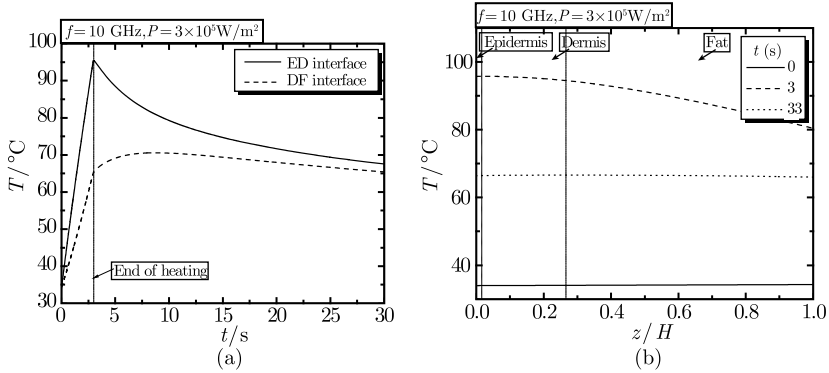 f=10 GHz, P=3×10⁵W/m²
100
90
80
70
60
50
40
30
T/°C
ED interface
DF interface
End of heating
0 5 10 15 20 25 30
t/s
(a)
f=10 GHz, P=3×10⁵W/m²
Epidermis Dermis Fat
t (s)
0
3
33
100
80
60
40
T/°C
0.0 0.2 0.4 0.6 0.8 1.0
z/H
(b)